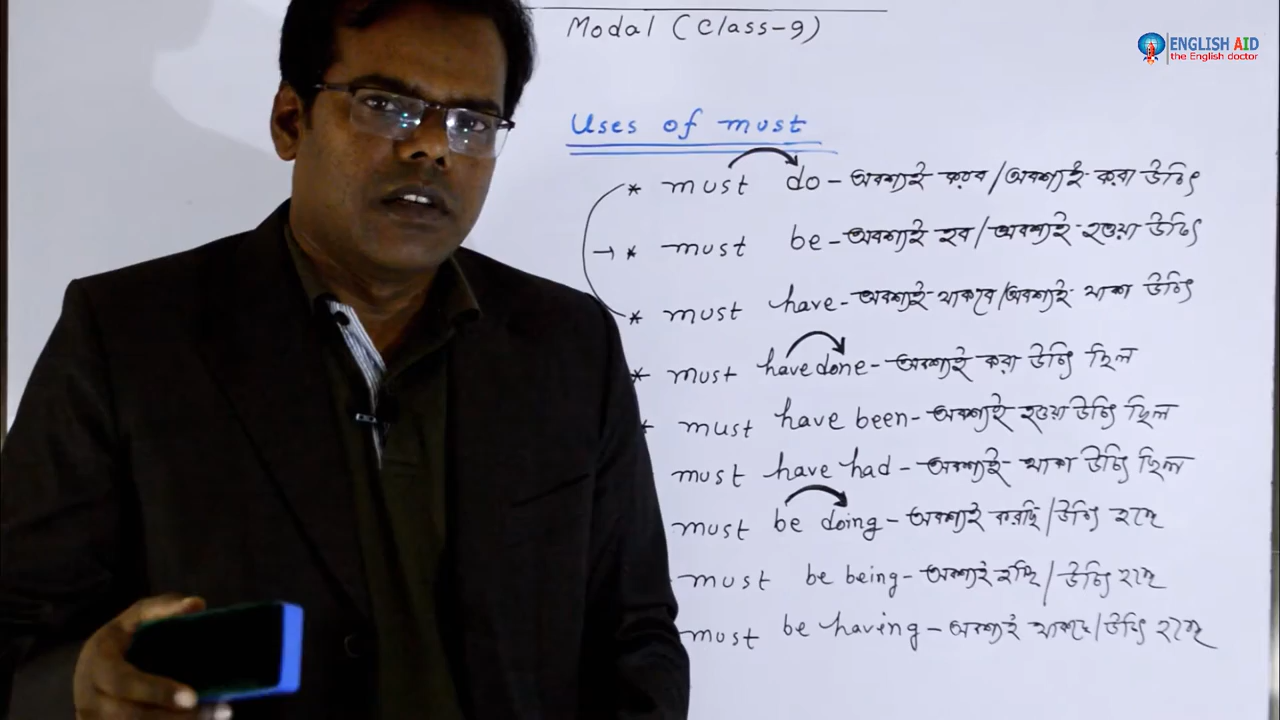 Modal (Class-9)
ENGLISH AID
the English doctor
Uses of must
* must do - অবশ্যই করব / অবশ্যই করা উচিৎ
→ * must be - অবশ্যই হব / অবশ্যই হওয়া উচিৎ
* must have - অবশ্যই থাকবে / অবশ্যই থাকা উচিৎ
* must have done - অবশ্যই করা উচিৎ ছিল
* must have been - অবশ্যই হওয়া উচিৎ ছিল
must have had - অবশ্যই থাকা উচিৎ ছিল
must be doing - অবশ্যই করছি / উচিৎ হচ্ছে
must be being - অবশ্যই হচ্ছি / উচিৎ হচ্ছে
must be having - অবশ্যই থাকছে / উচিৎ হচ্ছে